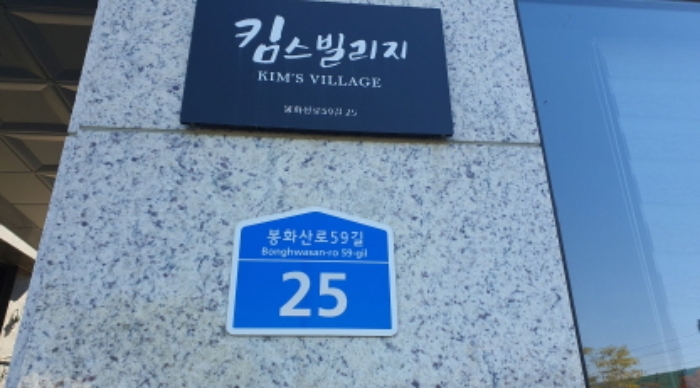 킴스빌리지
KIM'S VILLAGE
봉화산로59길 25
봉화산로59길
Bonghwasan-ro 59-gil
25